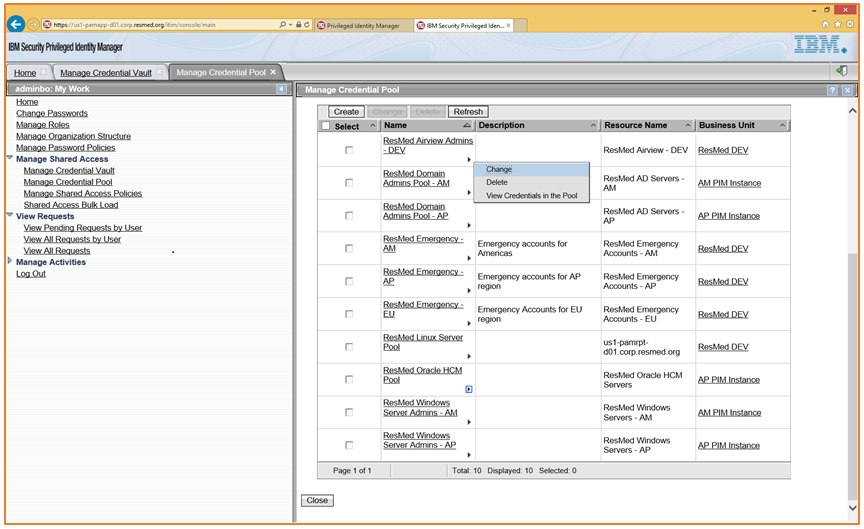 https://us1-pamapp-d01.corp.resmed.org/itim/console/main
Privileged Identity Manager
IBM Security Privileged Iden...
IBM Security Privileged Identity Manager
IBM.
Home
Manage Credential Vault
Manage Credential Pool
adminbo: My Work
Home
Change Passwords
Manage Roles
Manage Organization Structure
Manage Password Policies
Manage Shared Access
Manage Credential Vault
Manage Credential Pool
Manage Shared Access Policies
Shared Access Bulk Load
View Requests
View Pending Requests by User
View All Requests by User
View All Requests
Manage Activities
Log Out
Manage Credential Pool
Create Change Delete Refresh
Select Name Description Resource Name Business Unit
ResMed Airview Admins
- DEV
ResMed Airview - DEV
ResMed DEV
Change
Delete
View Credentials in the Pool
ResMed Domain
Admins Pool - AM
ResMed AD Servers -
AM
AM PIM Instance
ResMed Domain
Admins Pool - AP
ResMed AD Servers -
AP
AP PIM Instance
ResMed Emergency -
AM
Emergency accounts for
Americas
ResMed Emergency
Accounts - AM
ResMed DEV
ResMed Emergency -
AP
Emergency accounts for AP
region
ResMed Emergency
Accounts - AP
ResMed DEV
ResMed Emergency -
EU
Emergency Accounts for EU
region
ResMed Emergency
Accounts - EU
ResMed DEV
ResMed Linux Server
Pool
us1-pamrpt-
d01.corp.resmed.org
ResMed DEV
ResMed Oracle HCM
Pool
ResMed Oracle HCM
Servers
AP PIM Instance
ResMed Windows
Server Admins - AM
ResMed Windows
Servers - AM
AM PIM Instance
ResMed Windows
Server Admins - AP
ResMed Windows
Servers - AP
AP PIM Instance
Page 1 of 1
Total: 10 Displayed: 10 Selected: 0
Close